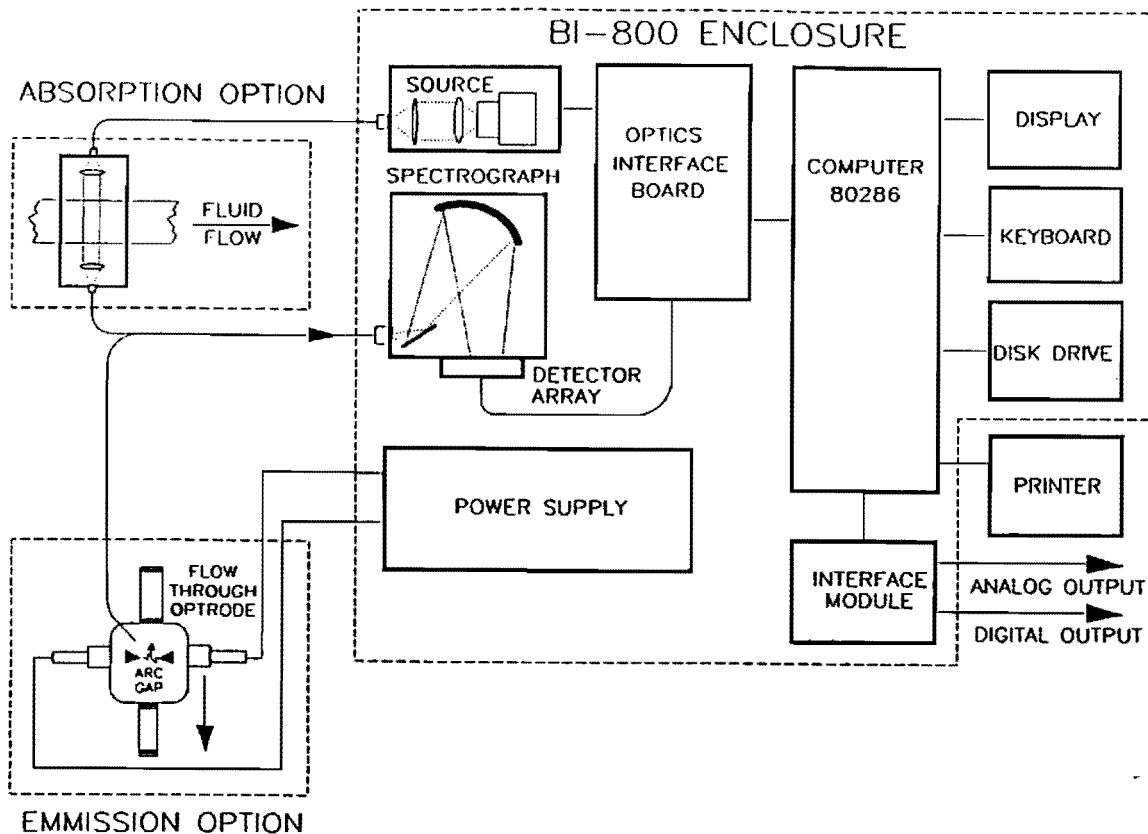 BI-800 ENCLOSURE
ABSORPTION OPTION
FLUID
FLOW
SOURCE
SPECTROGRAPH
DETECTOR
ARRAY
OPTICS
INTERFACE
BOARD
COMPUTER
80286
DISPLAY
KEYBOARD
DISK DRIVE
PRINTER
POWER SUPPLY
INTERFACE
MODULE
ANALOG OUTPUT
DIGITAL OUTPUT
FLOW
THROUGH
OPTRODE
ARC
GAP
EMMISSION OPTION